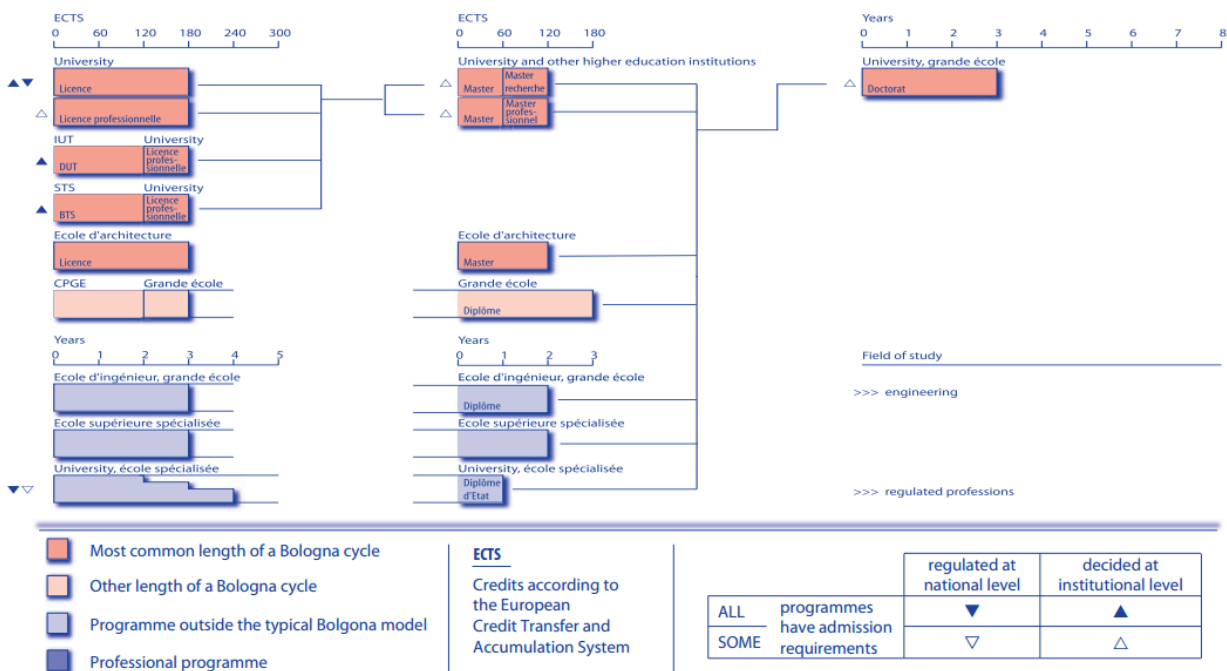 ECTS
0 60 120 180 240 300
ECTS
0 60 120 180
Years
0 1 2 3 4 5 6 7 8
University
Licence
Licence professionnelle
University and other higher education institutions
Master
Master
recherche
Master
Master
profes-
sionnel
University, grande école
Doctorat
IUT University
DUT
Licence
profes-
sionnelle
STS University
BTS
Licence
profes-
sionnelle
Ecole d'architecture
Licence
Ecole d'architecture
Master
CPGE Grande école
Grande école
Diplôme
Years
0 1 2 3 4 5
Years
0 1 2 3
Field of study
Ecole d'ingénieur, grande école
Ecole d'ingénieur, grande école
Diplôme
>>> engineering
Ecole supérieure spécialisée
Ecole supérieure spécialisée
University, école spécialisée
University, école spécialisée
Diplôme
d'Etat
>>> regulated professions
Most common length of a Bologna cycle
Other length of a Bologna cycle
Programme outside the typical Bolgona model
Professional programme
ECTS
Credits according to
the European
Credit Transfer and
Accumulation System
regulated at
national level
decided at
institutional level
ALL programmes
have admission
SOME requirements